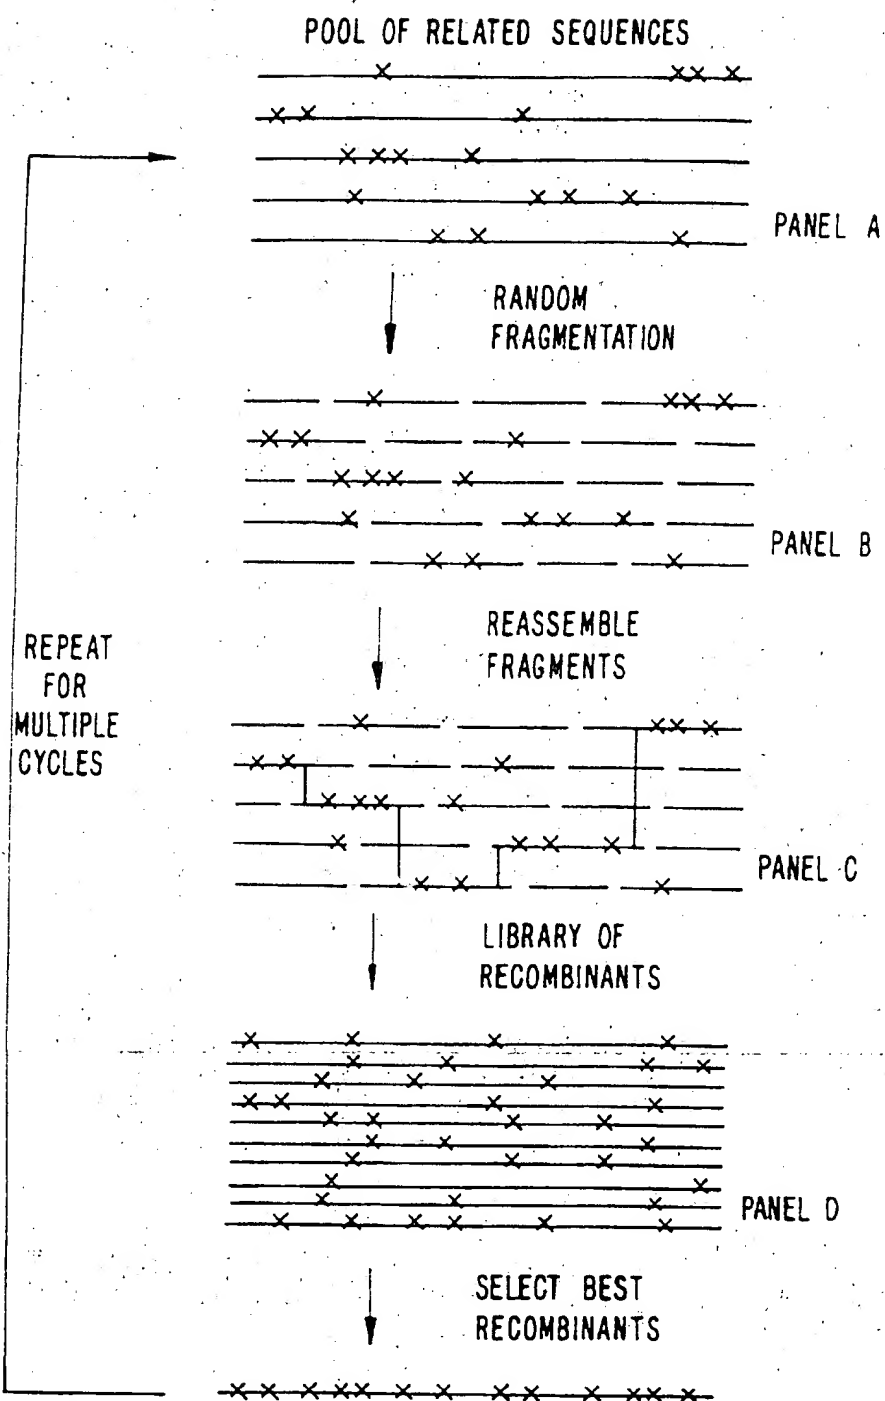 POOL OF RELATED SEQUENCES
PANEL A
RANDOM
FRAGMENTATION
PANEL B
REASSEMBLE
FRAGMENTS
REPEAT
FOR
MULTIPLE
CYCLES
PANEL C
LIBRARY OF
RECOMBINANTS
PANEL D
SELECT BEST
RECOMBINANTS